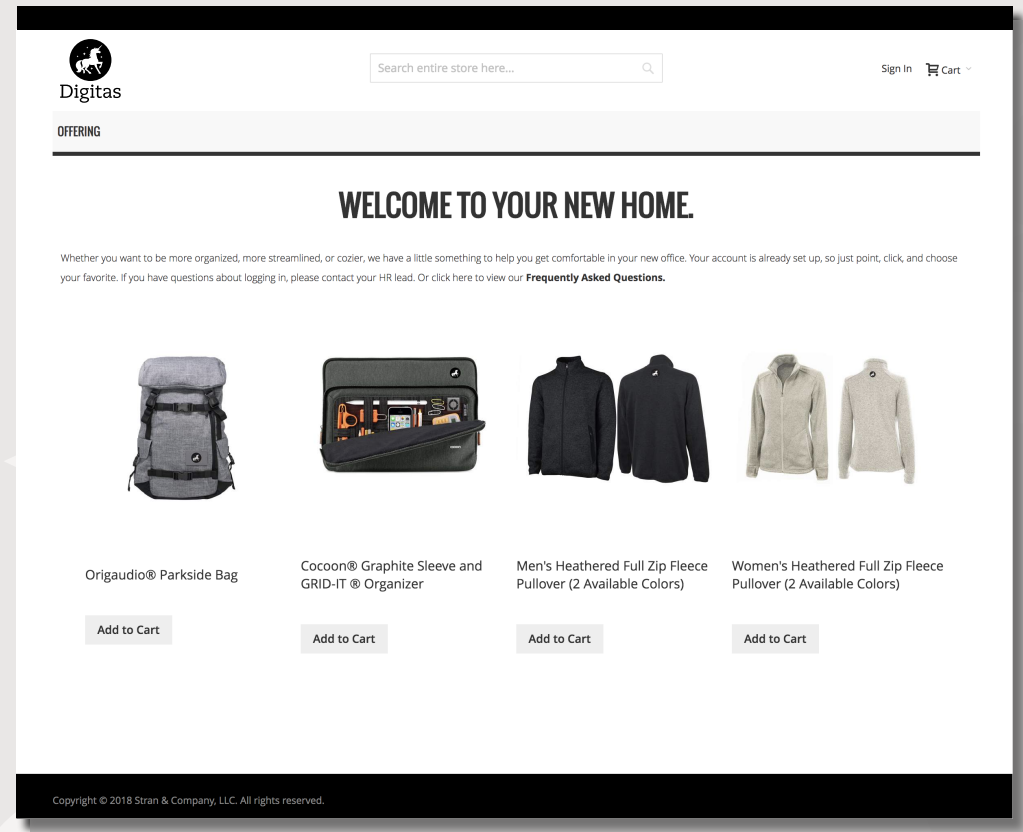 Digitas
Search entire store here...
Sign In
Cart
OFFERING
WELCOME TO YOUR NEW HOME.
Whether you want to be more organized, more streamlined, or cozier, we have a little something to help you get comfortable in your new office. Your account is already set up, so just point, click, and choose
your favorite. If you have questions about logging in, please contact your HR lead. Or click here to view our Frequently Asked Questions.
Origaudio® Parkside Bag
Add to Cart
Cocoon® Graphite Sleeve and
GRID-IT ® Organizer
Add to Cart
Men's Heathered Full Zip Fleece
Pullover (2 Available Colors)
Add to Cart
Women's Heathered Full Zip Fleece
Pullover (2 Available Colors)
Add to Cart
Copyright © 2018 Stran & Company, LLC. All rights reserved.